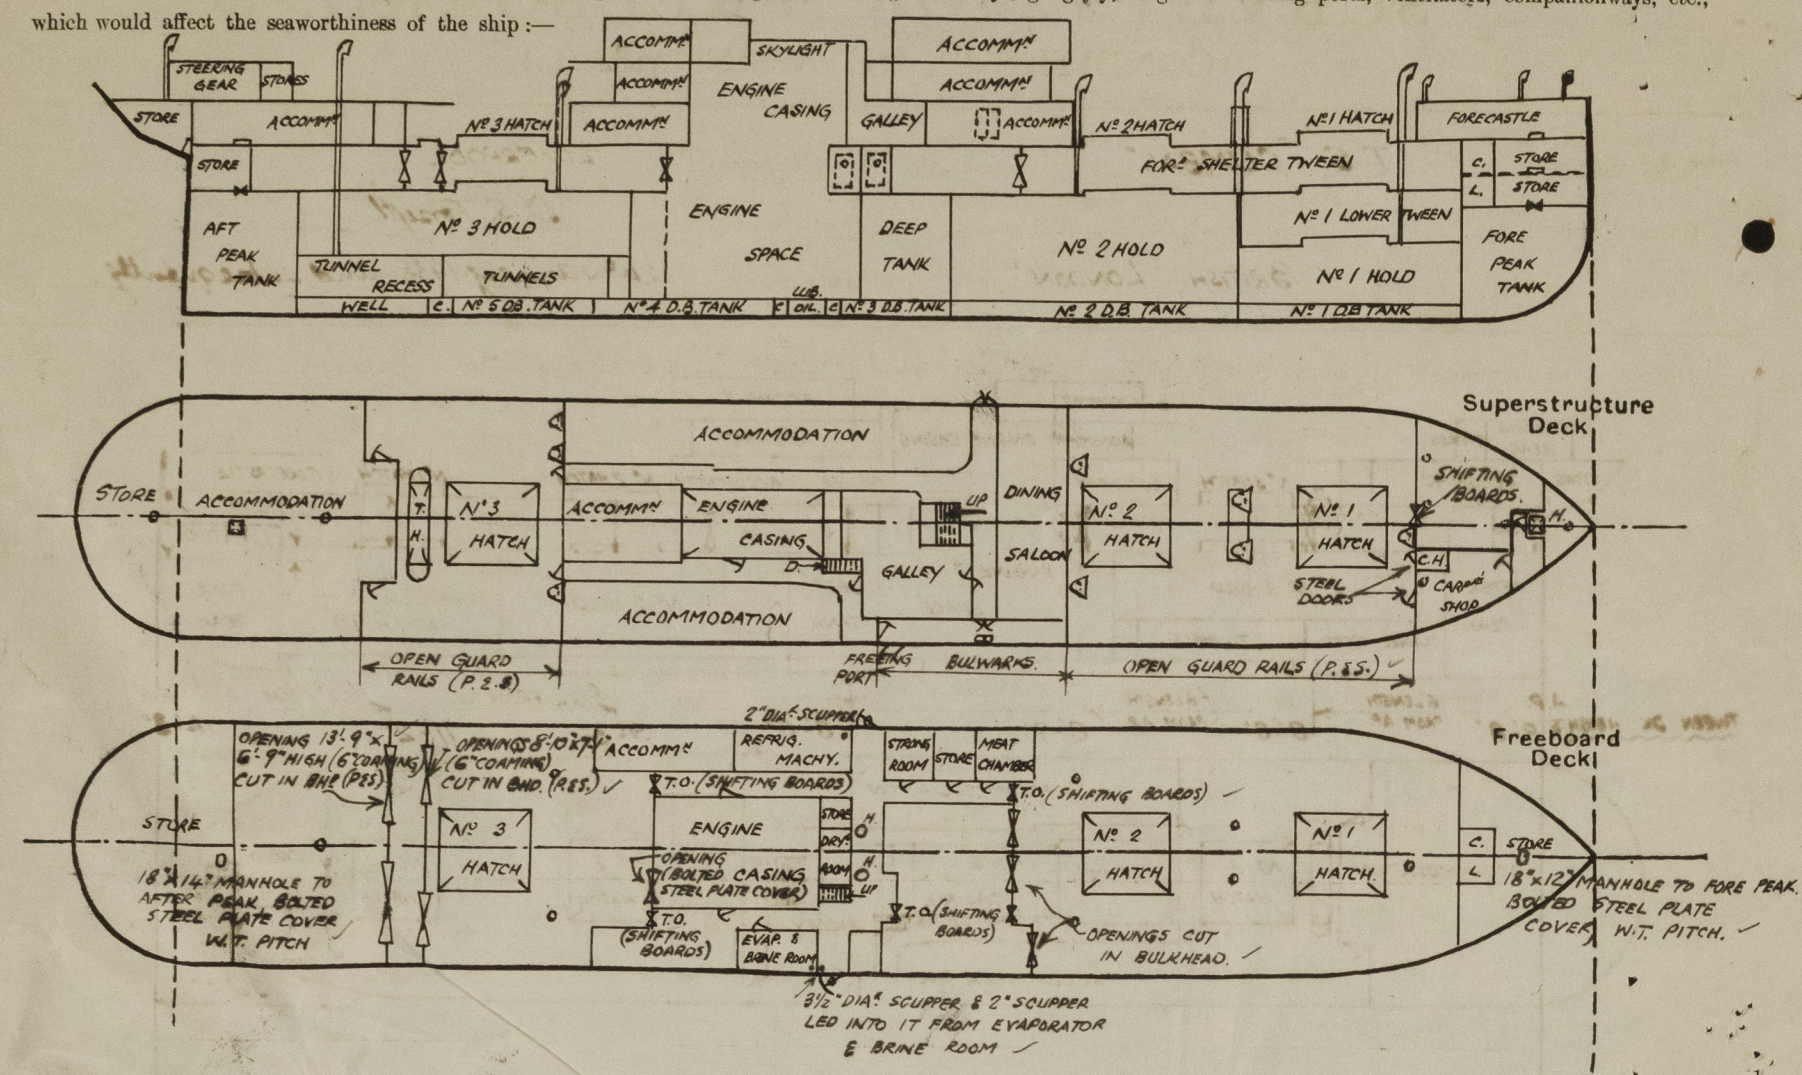 which would affect the seaworthiness of the ship :—
ACCOMMN
SKYLIGHT
ACCOMMN
STEERING
GEAR
STORES
ACCOMMN
ENGINE
CASING
ACCOMMN
STORE
ACCOMMN
No 3 HATCH
ACCOMMN
GALLEY
ACCOMMN
No 2 HATCH
No 1 HATCH
FORECASTLE
STORE
FORD SHELTER TWEEN
C.
L.
STORE
STORE
AFT
PEAK
TANK
No 3 HOLD
ENGINE
SPACE
DEEP
TANK
No 2 HOLD
No 1 LOWER TWEEN
No 1 HOLD
FORE
PEAK
TANK
TUNNEL
RECESS
TUNNELS
WELL
C.
No 5 D.B. TANK
No 4 D.B. TANK
C
LUB.
OIL.
C
No 3 D.B. TANK
No 2 D.B. TANK
No 1 D.B TANK
Superstructure
Deck
ACCOMMODATION
STORE
ACCOMMODATION
T.
H.
No 3
HATCH
ACCOMMN
ENGINE
CASING
D.
UP
GALLEY
DINING
SALOON
No 2
HATCH
No 1
HATCH
SHIFTING
BOARDS.
H.
C.H
STEEL
DOORS
SHOP
ACCOMMODATION
OPEN GUARD
RAILS (P. & S)
FREEING
PORT
BULWARKS.
OPEN GUARD RAILS (P. & S.) ✓
Freeboard
Deck
2" DIAR SCUPPER
OPENING 13'-9" x
6'-9" HIGH (6" COAMING)
CUT IN BHD (P&S)
(6" COAMING)
CUT IN BHD. (P.&S.) ✓
ACCOMMN
REFRIG.
MACHY.
STRONG
ROOM
STORE
MEAT
CHAMBER
T.O. (SHIFTING BOARDS)
T.O. (SHIFTING BOARDS) ✓
STORE
No 3
HATCH
ENGINE
CASING
OPENING
(BOLTED
STEEL PLATE COVER)
STORE
DRYG
ROOM
H.
H.
UP
No 2
HATCH
No 1
HATCH.
C.
L.
STORE
18" x 14" MANHOLE TO
AFTER PEAK, BOLTED
STEEL PLATE COVER
W.T. PITCH ✓
T.O.
(SHIFTING
BOARDS)
EVAP. &
BRINE ROOM
T.O. (SHIFTING
BOARDS)
OPENINGS CUT
IN BULKHEAD. ✓
18" x 12" MANHOLE TO FORE PEAK.
BOLTED STEEL PLATE
COVER, W.T. PITCH. ✓
3½" DIAR SCUPPER & 2" SCUPPER
LED INTO IT FROM EVAPORATOR
& BRINE ROOM ✓